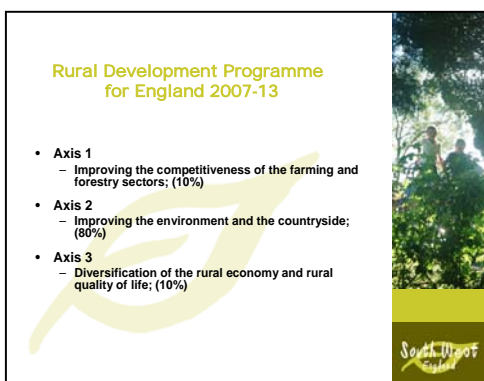 Rural Development Programme
for England 2007-13
• Axis 1
– Improving the competitiveness of the farming and
forestry sectors; (10%)
• Axis 2
– Improving the environment and the countryside;
(80%)
• Axis 3
– Diversification of the rural economy and rural
quality of life; (10%)
South West
England